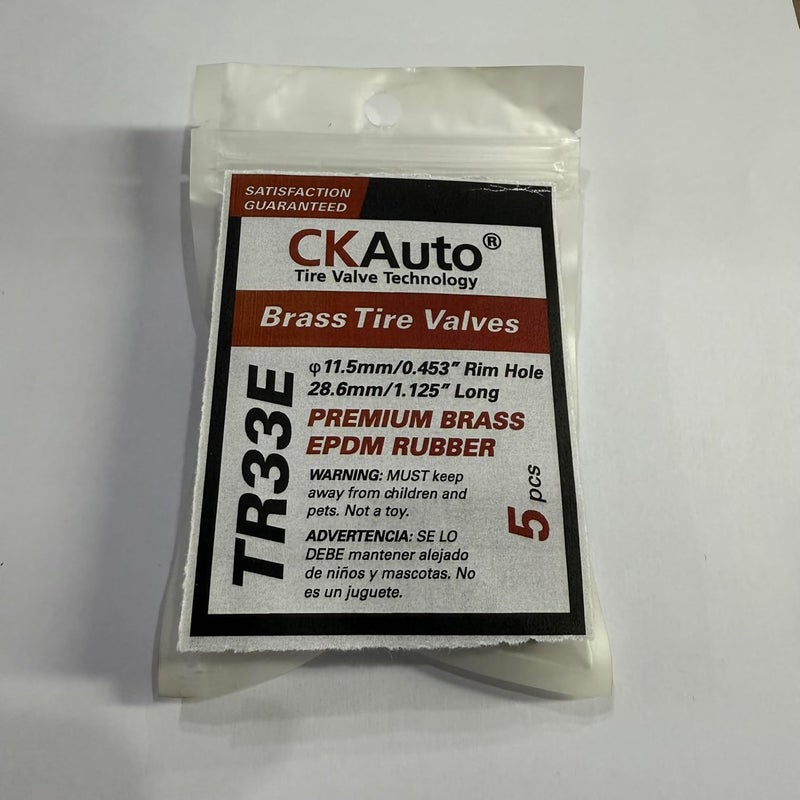 SATISFACTION
GUARANTEED
CKAuto®
Tire Valve Technology
Brass Tire Valves
TR33E
φ 11.5mm/0.453" Rim Hole
28.6mm/1.125" Long
PREMIUM BRASS
EPDM RUBBER
WARNING: MUST keep
away from children and
pets. Not a toy.
ADVERTENCIA: SE LO
DEBE mantener alejado
de niños y mascotas. No
es un juguete.
5 pcs